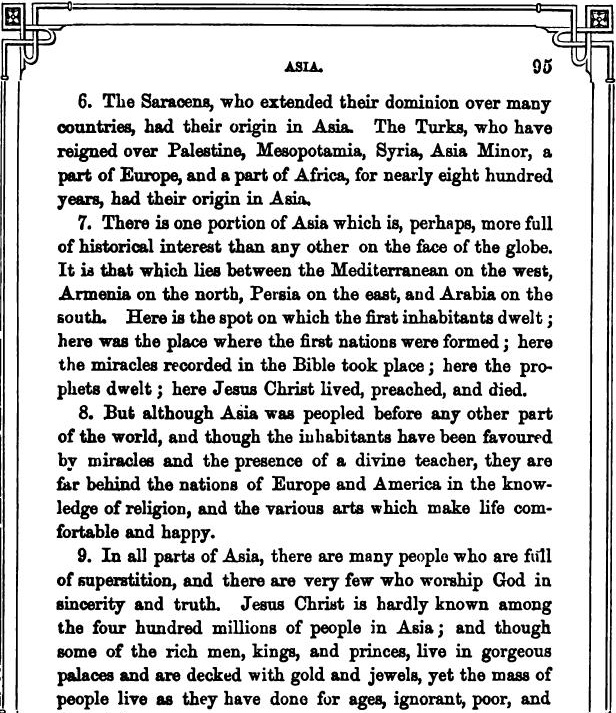 ASIA. 95
6. The Saracens, who extended their dominion over many
countries, had their origin in Asia. The Turks, who have
reigned over Palestine, Mesopotamia, Syria, Asia Minor, a
part of Europe, and a part of Africa, for nearly eight hundred
years, had their origin in Asia.
7. There is one portion of Asia which is, perhaps, more full
of historical interest than any other on the face of the globe.
It is that which lies between the Mediterranean on the west,
Armenia on the north, Persia on the east, and Arabia on the
south. Here is the spot on which the first inhabitants dwelt;
here was the place where the first nations were formed; here
the miracles recorded in the Bible took place; here the pro-
phets dwelt; here Jesus Christ lived, preached, and died.
8. But although Asia was peopled before any other part
of the world, and though the inhabitants have been favoured
by miracles and the presence of a divine teacher, they are
far behind the nations of Europe and America in the know-
ledge of religion, and the various arts which make life com-
fortable and happy.
9. In all parts of Asia, there are many people who are full
of superstition, and there are very few who worship God in
sincerity and truth. Jesus Christ is hardly known among
the four hundred millions of people in Asia; and though
some of the rich men, kings, and princes, live in gorgeous
palaces and are decked with gold and jewels, yet the mass of
people live as they have done for ages, ignorant, poor, and